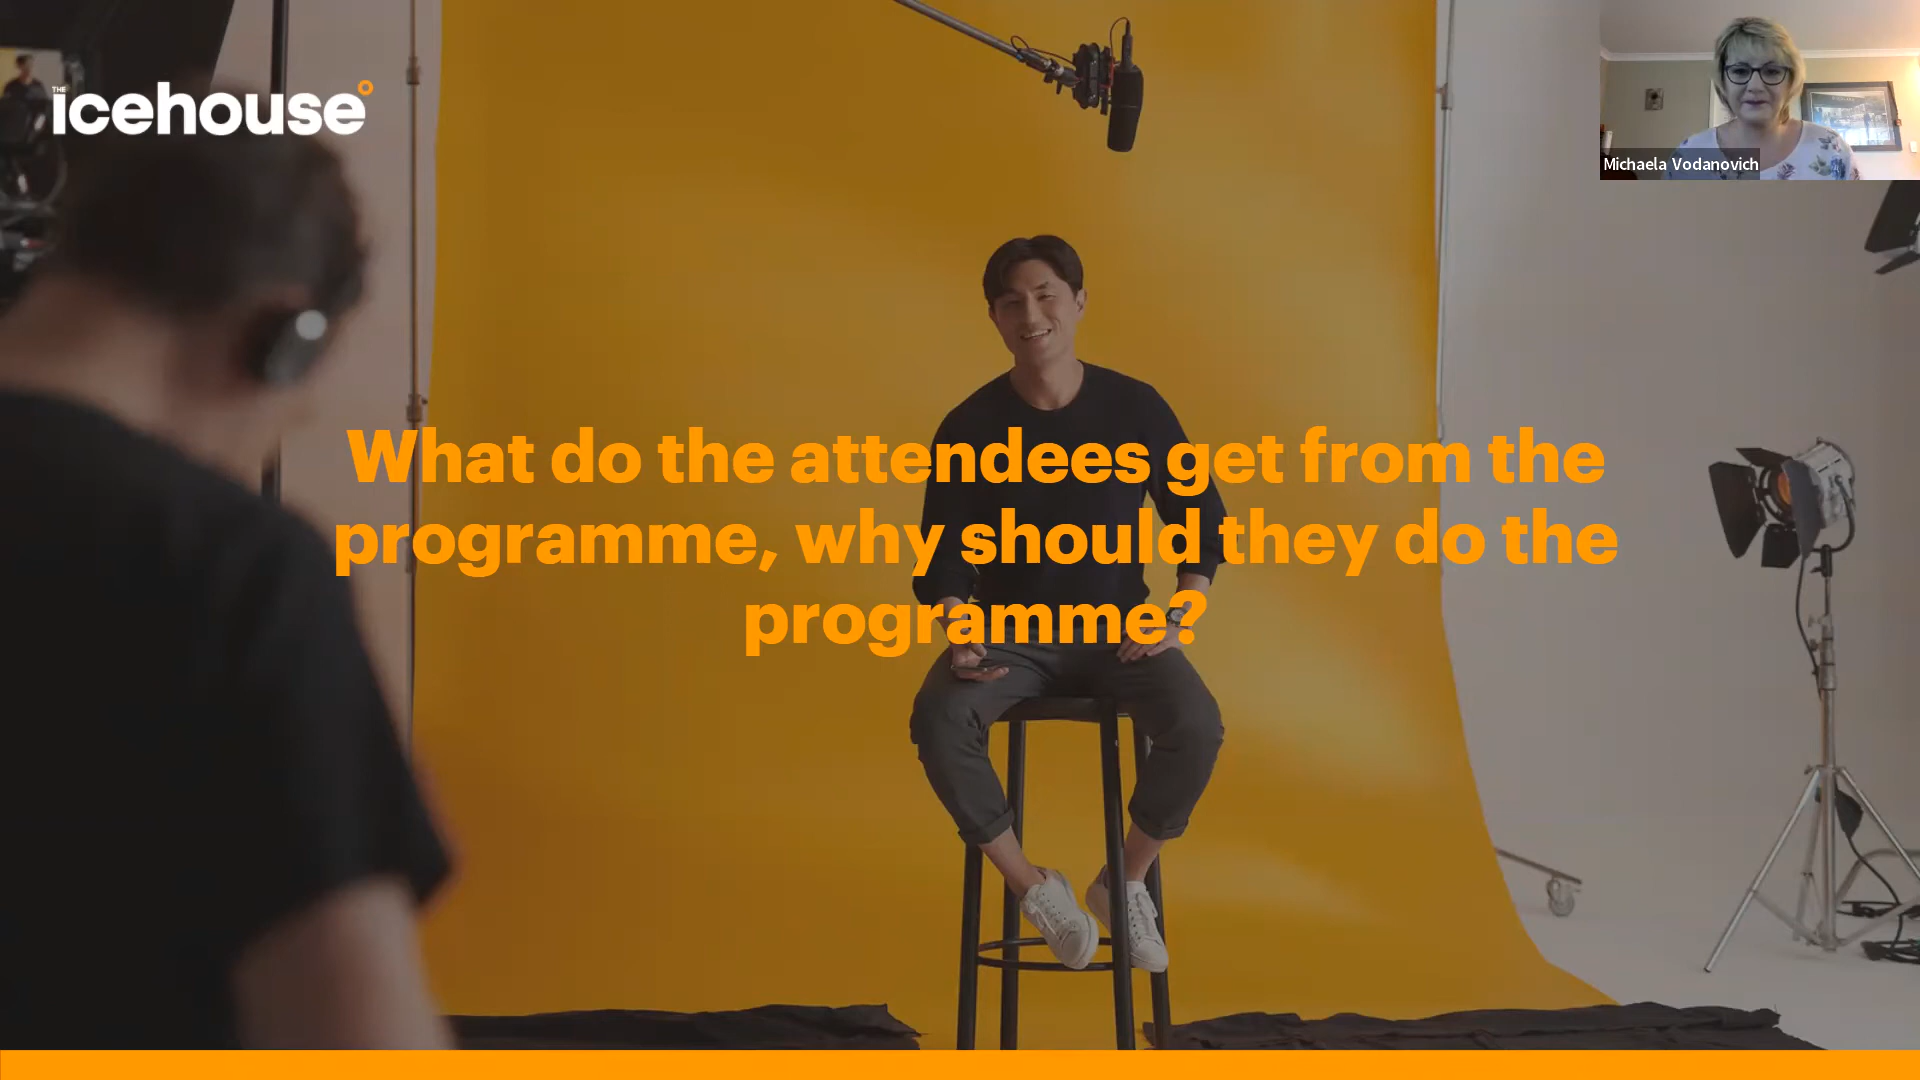 THE
icehouse
Michaela Vodanovich
What do the attendees get from the
programme, why should they do the
programme?